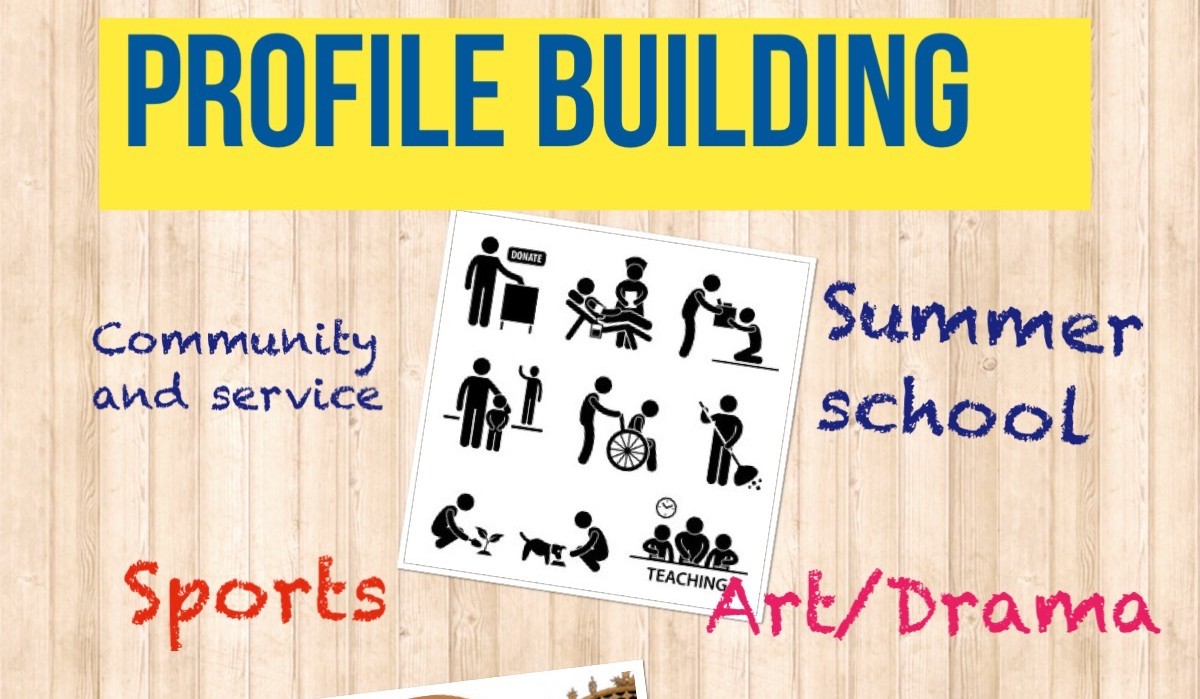 PROFILE BUILDING
DONATE
Community
and service
Summer
school
TEACHING
Sports
Art/Drama